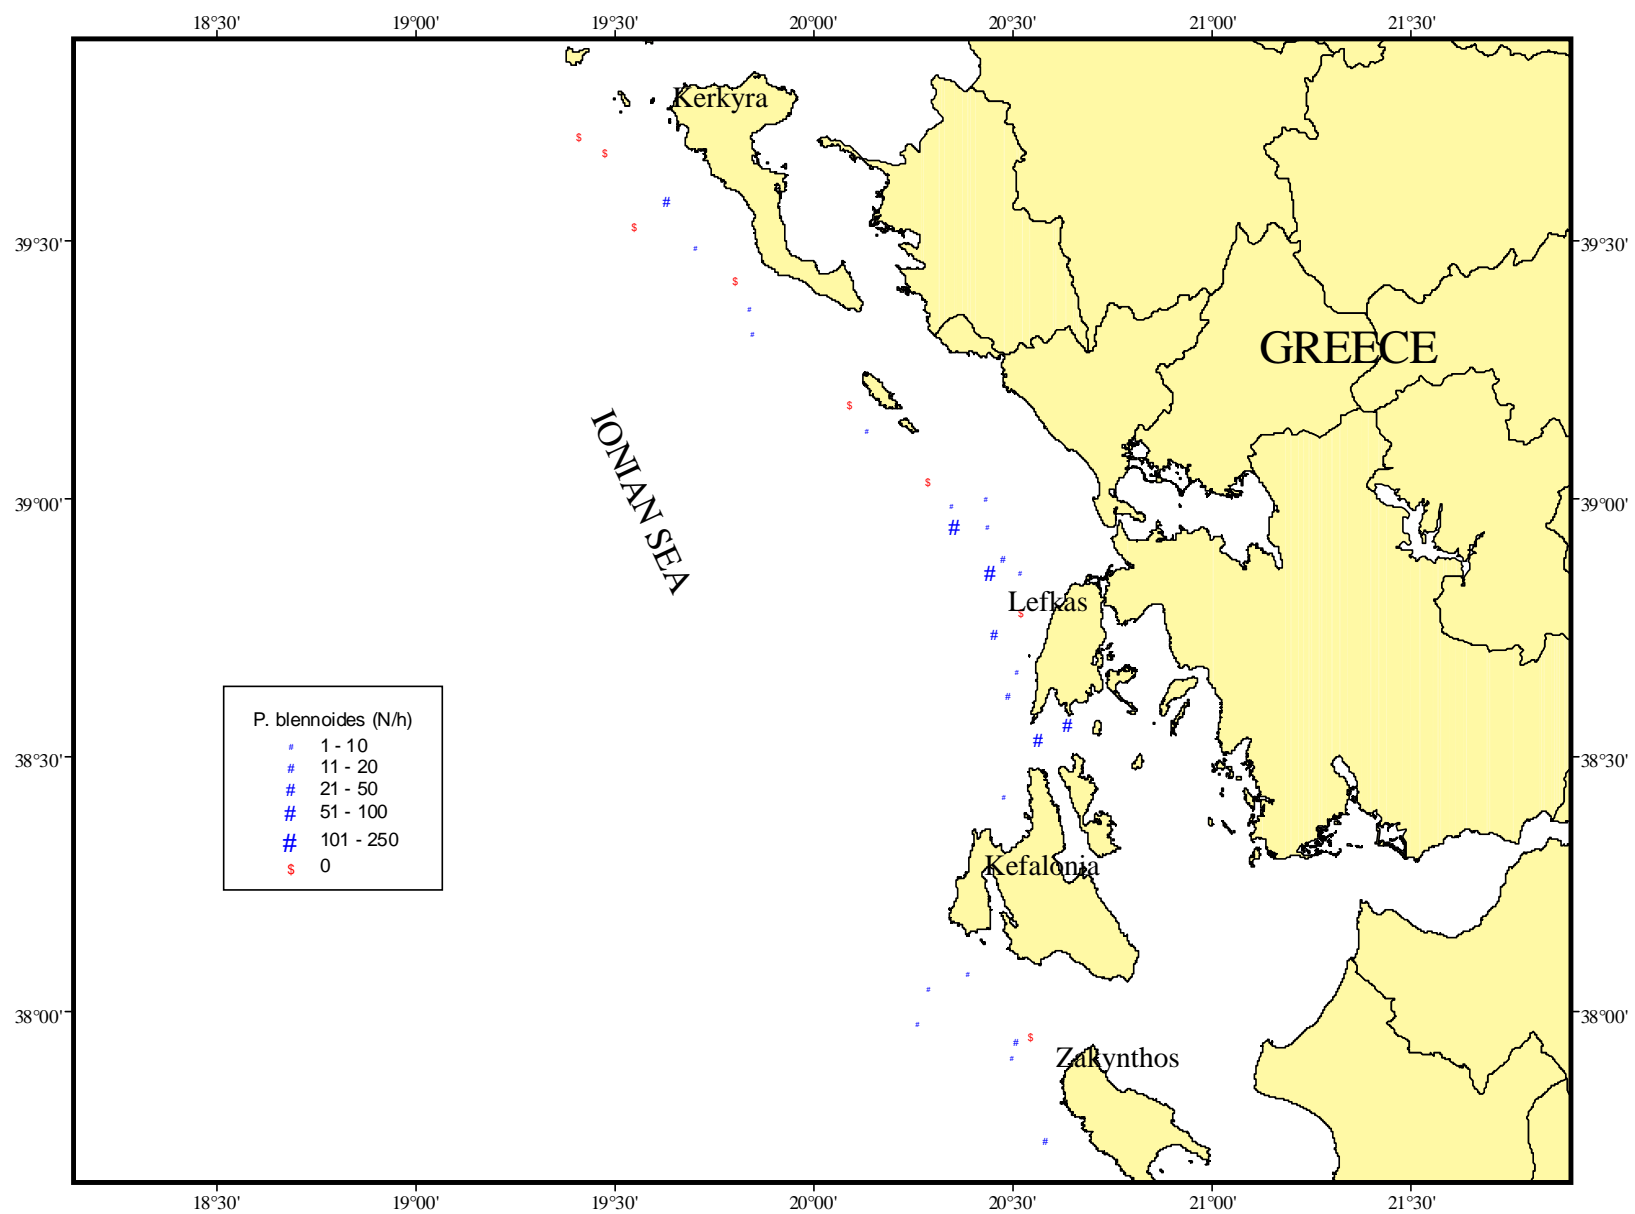 18°30' 19°00' 19°30' 20°00' 20°30' 21°00' 21°30'
Kerkyra
39°30' 39°30'
GREECE
IONIAN SEA
39°00' 39°00'
Lefkas
P. blennoides (N/h)
# 1 - 10
# 11 - 20
# 21 - 50
# 51 - 100
# 101 - 250
$ 0
38°30' 38°30'
Kefalonia
38°00' 38°00'
Zakynthos
18°30' 19°00' 19°30' 20°00' 20°30' 21°00' 21°30'